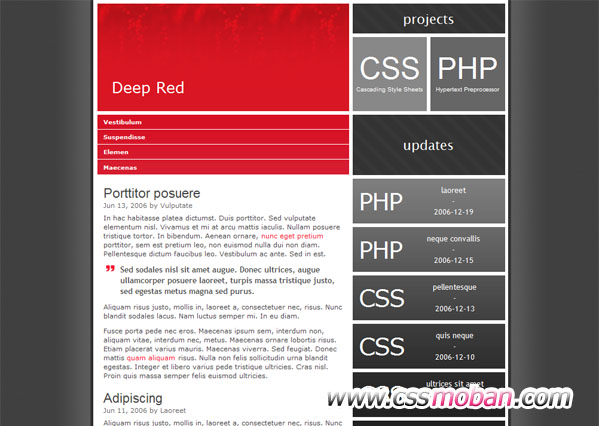 Deep Red
Vestibulum
Suspendisse
Elemen
Maecenas
Porttitor posuere
Jun 13, 2006 by Vulputate
In hac habitasse platea dictumst. Duis porttitor. Sed vulputate
elementum nisl. Vivamus et mi at arcu mattis iaculis. Nullam posuere
tristique tortor. In bibendum. Aenean ornare, nunc eget pretium
porttitor, sem est pretium leo, non euismod nulla dui non diam.
Pellentesque dictum faucibus leo. Vestibulum ac ante. Sed in est.
Sed sodales nisl sit amet augue. Donec ultrices, augue
ullamcorper posuere laoreet, turpis massa tristique justo,
sed egestas metus magna sed purus.
Aliquam risus justo, mollis in, laoreet a, consectetuer nec, risus. Nunc
blandit sodales lacus. Nam luctus semper mi. In eu diam.
Fusce porta pede nec eros. Maecenas ipsum sem, interdum non,
aliquam vitae, interdum nec, metus. Maecenas ornare lobortis risus.
Etiam placerat varius mauris. Maecenas viverra. Sed feugiat. Donec
mattis quam aliquam risus. Nulla non felis sollicitudin urna blandit
egestas. Integer et libero varius pede tristique ultricies. Cras nisl.
Proin quis massa semper felis euismod ultricies.
Adipiscing
Jun 11, 2006 by Laoreet
Aliquam risus justo, mollis in, laoreet a, consectetuer nec, risus. Nunc
projects
CSS
Cascading Style Sheets
PHP
Hypertext Preprocessor
updates
PHP
laoreet
-
2006-12-19
PHP
neque convallis
-
2006-12-15
CSS
pellentesque
-
2006-12-13
CSS
quis neque
-
2006-12-10
ultrices sit amet
www.cssmoban.com